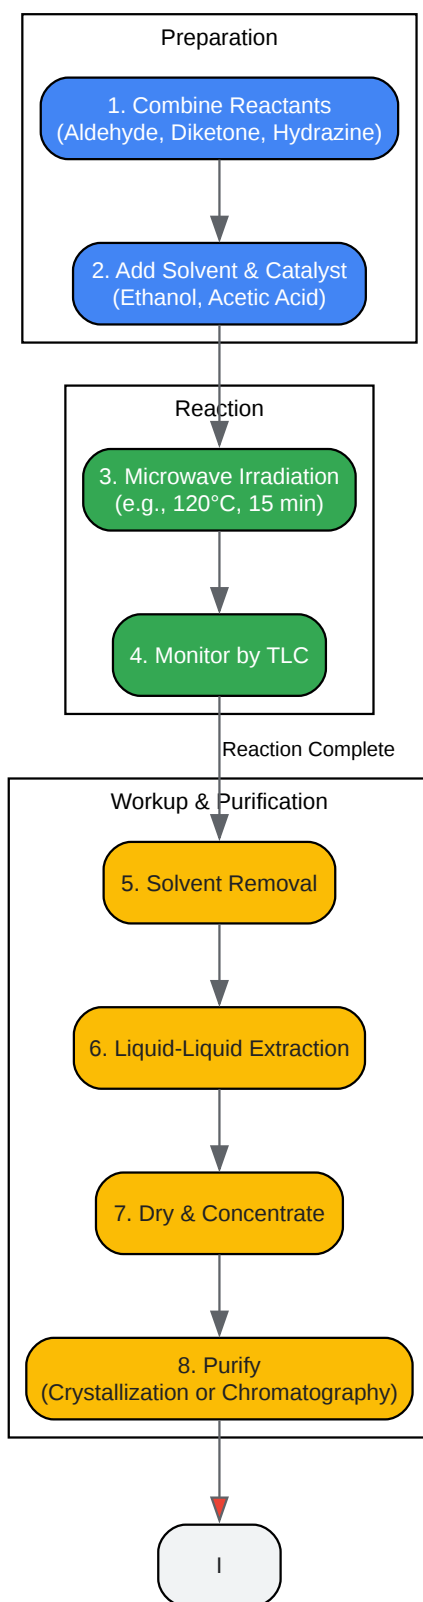 Preparation
1. Combine Reactants
(Aldehyde, Diketone, Hydrazine)
2. Add Solvent & Catalyst
(Ethanol, Acetic Acid)
Reaction
3. Microwave Irradiation
(e.g., 120°C, 15 min)
4. Monitor by TLC
Reaction Complete
Workup & Purification
5. Solvent Removal
6. Liquid-Liquid Extraction
7. Dry & Concentrate
8. Purify
(Crystallization or Chromatography)
I